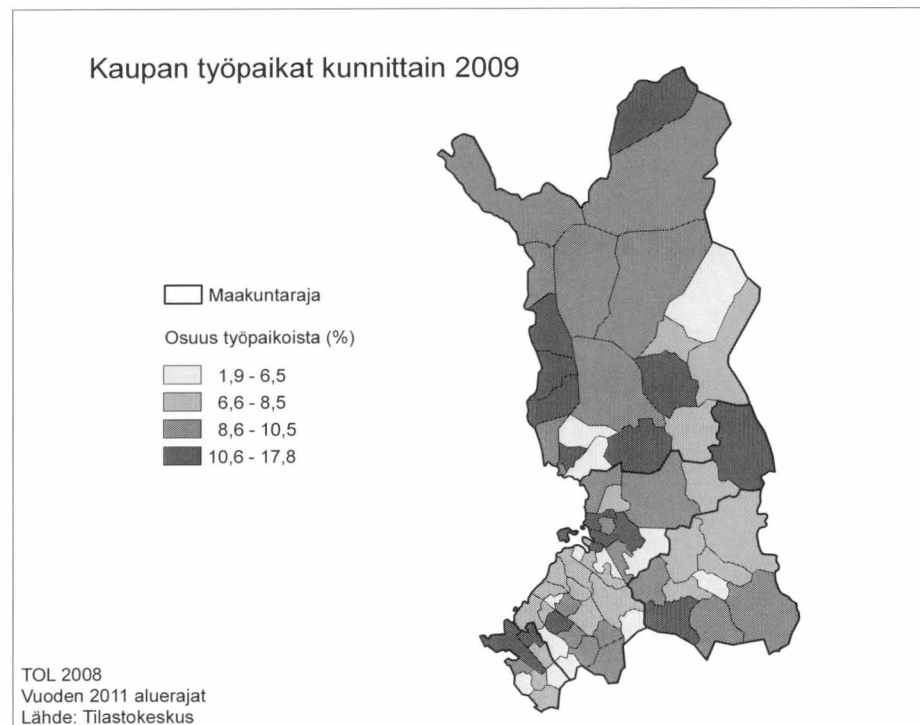 Kaupan työpaikat kunnittain 2009
Maakuntaraja
Osuus työpaikoista (%)
1,9 - 6,5
6,6 - 8,5
8,6 - 10,5
10,6 - 17,8
TOL 2008
Vuoden 2011 aluerajat
Lähde: Tilastokeskus